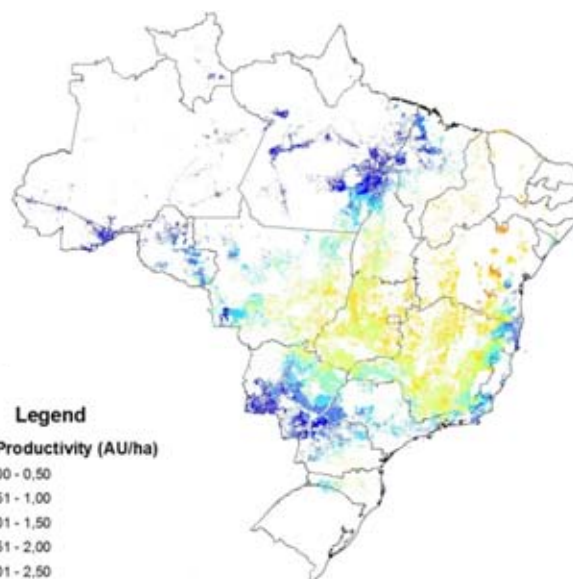 Legend
Productivity (AU/ha)
00 - 0,50
51 - 1,00
01 - 1,50
51 - 2,00
01 - 2,50